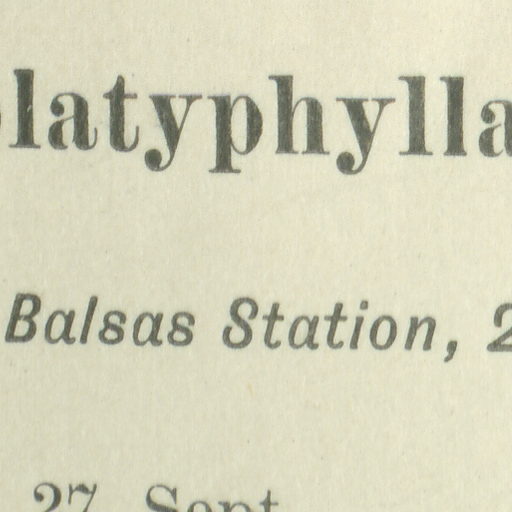 platyphylla
Balsas Station, 2
27 Sept.